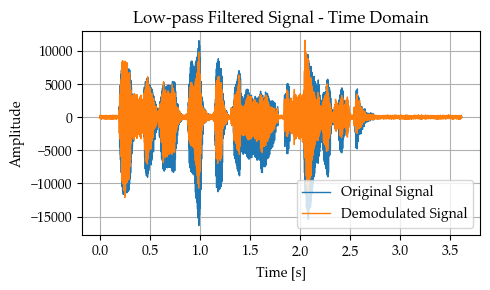 Low-pass Filtered Signal - Time Domain
10000
5000
0
−5000
−10000
−15000
Amplitude
Original Signal
Demodulated Signal
0.0 0.5 1.0 1.5 2.0 2.5 3.0 3.5
Time [s]